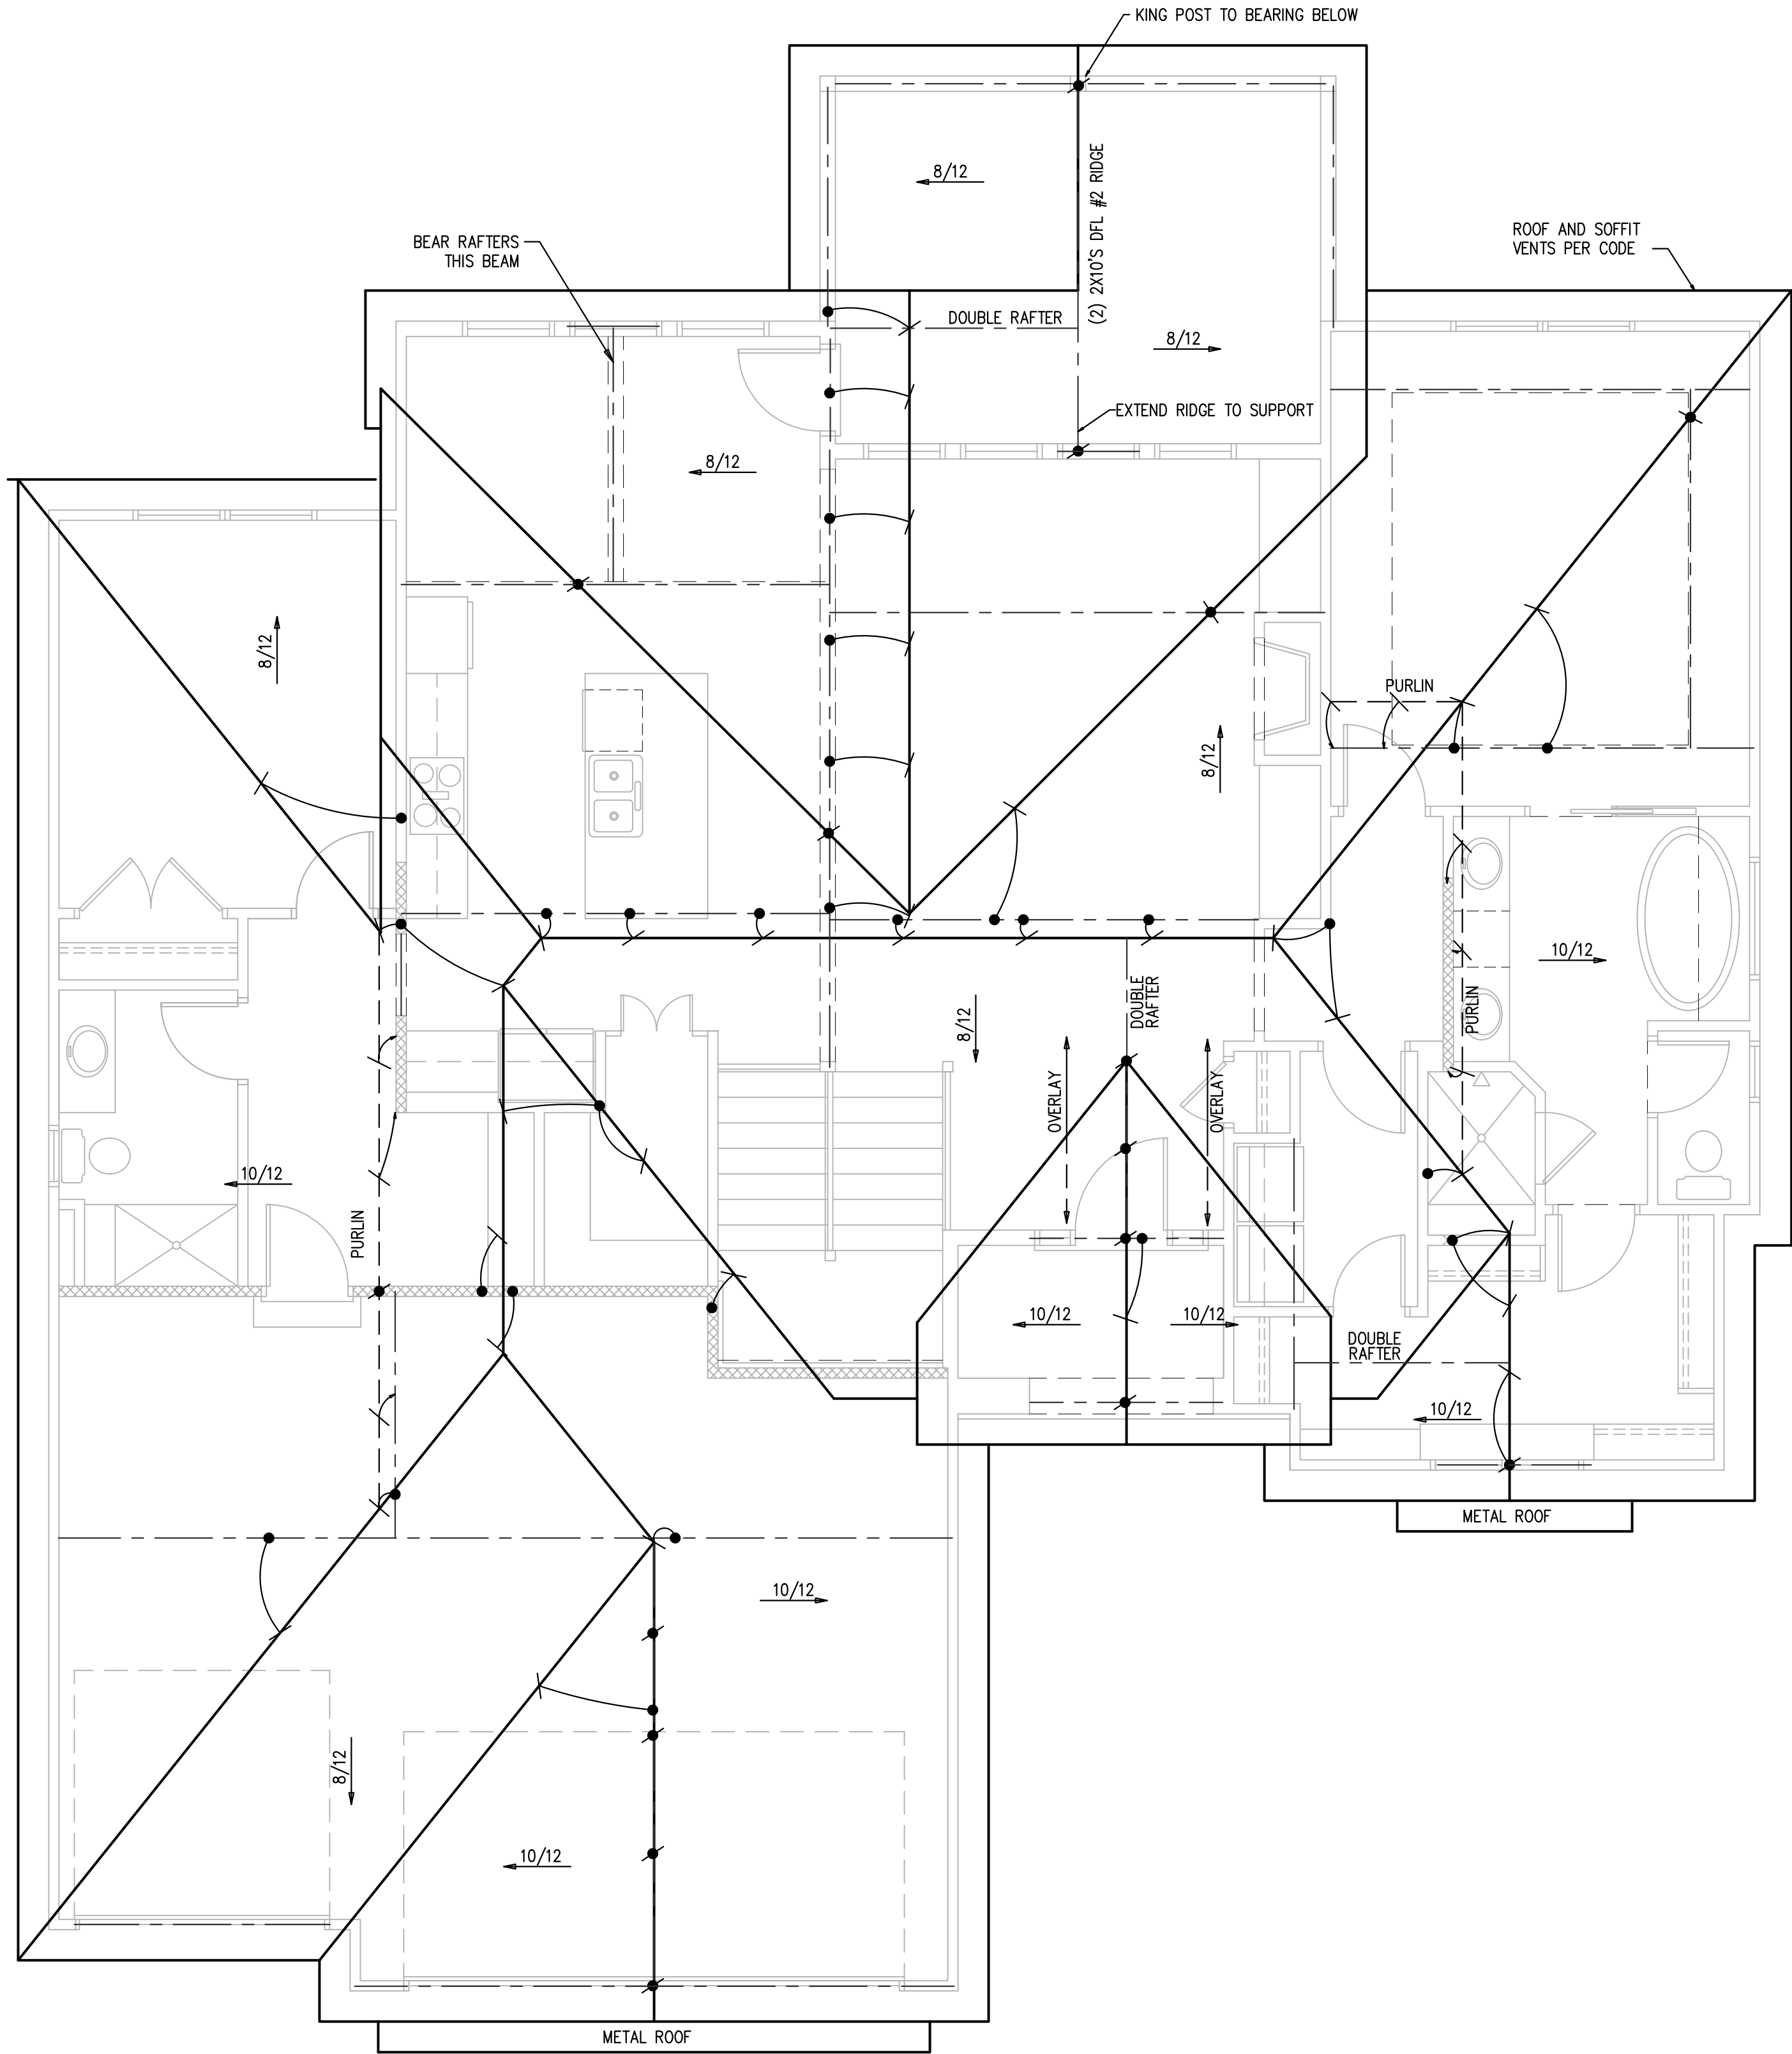 KING POST TO BEARING BELOW
8/12
(2) 2X10'S DFL #2 RIDGE
BEAR RAFTERS
THIS BEAM
ROOF AND SOFFIT
VENTS PER CODE
DOUBLE RAFTER
8/12
EXTEND RIDGE TO SUPPORT
8/12
8/12
PURLIN
8/12
10/12
PURLIN
DOUBLE
RAFTER
8/12
OVERLAY
OVERLAY
10/12
PURLIN
10/12
10/12
DOUBLE
RAFTER
10/12
METAL ROOF
10/12
8/12
10/12
METAL ROOF